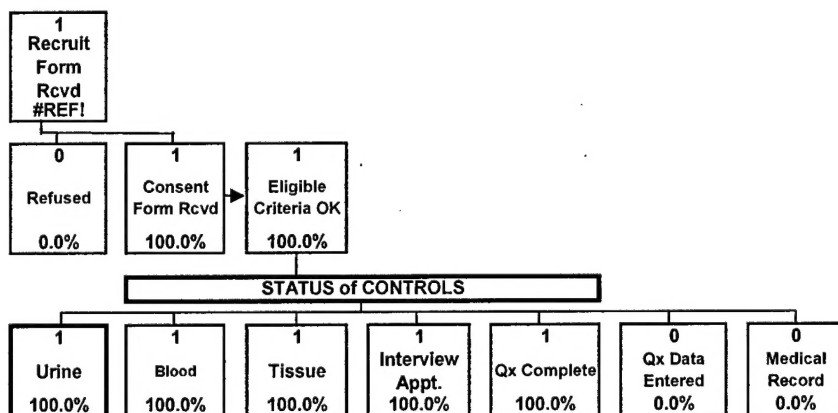 1
Recruit
Form
Rcvd
#REF!
0
Refused
0.0%
1
Consent
Form Rcvd
100.0%
1
Eligible
Criteria OK
100.0%
STATUS of CONTROLS
1
Urine
100.0%
1
Blood
100.0%
1
Tissue
100.0%
1
Interview
Appt.
100.0%
1
Qx Complete
100.0%
0
Qx Data
Entered
0.0%
0
Medical
Record
0.0%